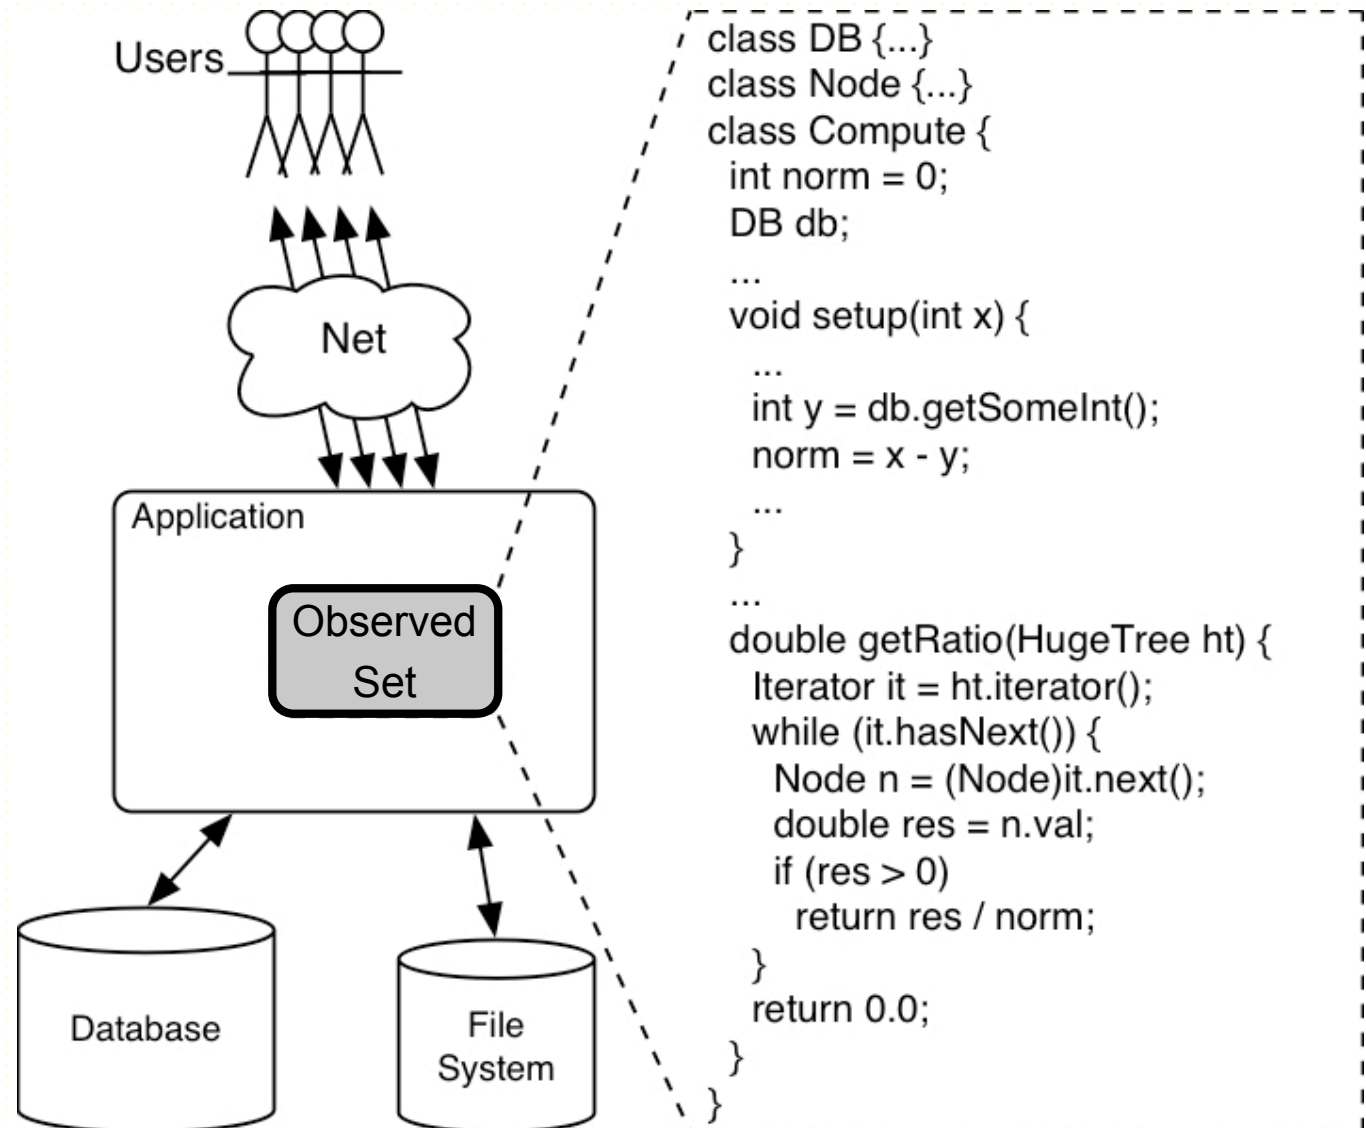 Users
Net
Application
Observed
Set
Database
File
System
class DB {...}
class Node {...}
class Compute {
int norm = 0;
DB db;
...
void setup(int x) {
...
int y = db.getSomeInt();
norm = x - y;
...
}
...
double getRatio(HugeTree ht) {
Iterator it = ht.iterator();
while (it.hasNext()) {
Node n = (Node)it.next();
double res = n.val;
if (res > 0)
return res / norm;
}
return 0.0;
}
}